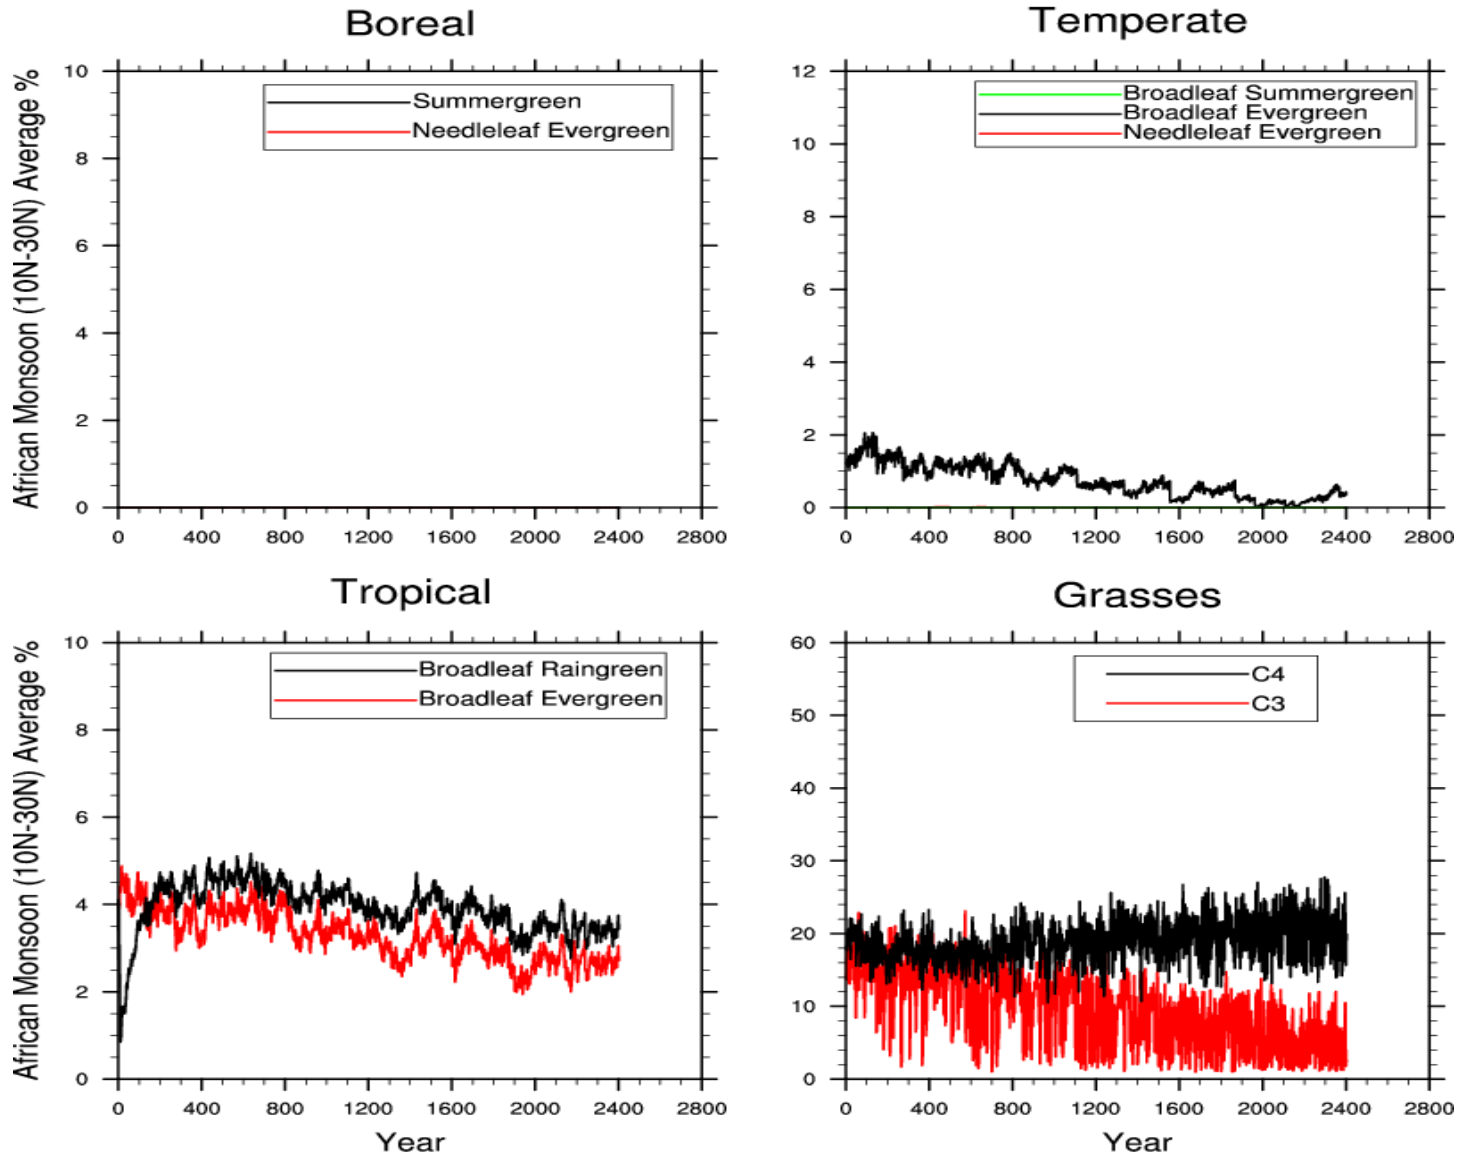 Boreal
African Monsoon (10N-30N) Average %
10
8
6
4
2
0
Summergreen
Needleleaf Evergreen
0 400 800 1200 1600 2000 2400 2800
Temperate
12
10
8
6
4
2
0
Broadleaf Summergreen
Broadleaf Evergreen
Needleleaf Evergreen
0 400 800 1200 1600 2000 2400 2800
Tropical
African Monsoon (10N-30N) Average %
10
8
6
4
2
0
Broadleaf Raingreen
Broadleaf Evergreen
0 400 800 1200 1600 2000 2400 2800
Year
Grasses
60
50
40
30
20
10
0
C4
C3
0 400 800 1200 1600 2000 2400 2800
Year